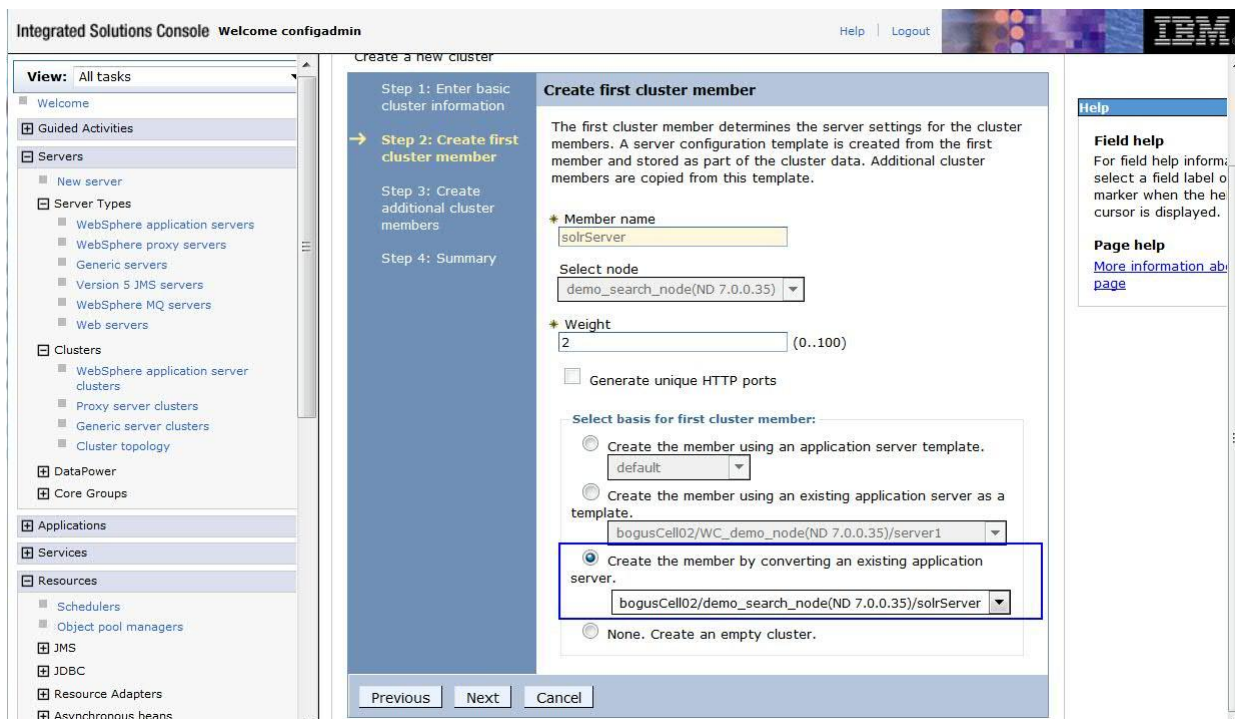 Integrated Solutions Console Welcome configadmin
Help | Logout
IBM.
View: All tasks
Welcome
Guided Activities
Servers
New server
Server Types
WebSphere application servers
WebSphere proxy servers
Generic servers
Version 5 JMS servers
WebSphere MQ servers
Web servers
Clusters
WebSphere application server
clusters
Proxy server clusters
Generic server clusters
Cluster topology
DataPower
Core Groups
Applications
Services
Resources
Schedulers
Object pool managers
JMS
JDBC
Resource Adapters
Asynchronous beans
Create a new cluster
Step 1: Enter basic
cluster information
Step 2: Create first
cluster member
Step 3: Create
additional cluster
members
Step 4: Summary
Create first cluster member
The first cluster member determines the server settings for the cluster
members. A server configuration template is created from the first
member and stored as part of the cluster data. Additional cluster
members are copied from this template.
Member name
solrServer
Select node
demo_search_node(ND 7.0.0.35)
Weight
2 (0..100)
Generate unique HTTP ports
Select basis for first cluster member:
Create the member using an application server template.
default
Create the member using an existing application server as a
template.
bogusCell02/WC_demo_node(ND 7.0.0.35)/server1
Create the member by converting an existing application
server.
bogusCell02/demo_search_node(ND 7.0.0.35)/solrServer
None. Create an empty cluster.
Previous Next Cancel
Help
Field help
For field help informa
select a field label o
marker when the he
cursor is displayed.
Page help
More information ab
page